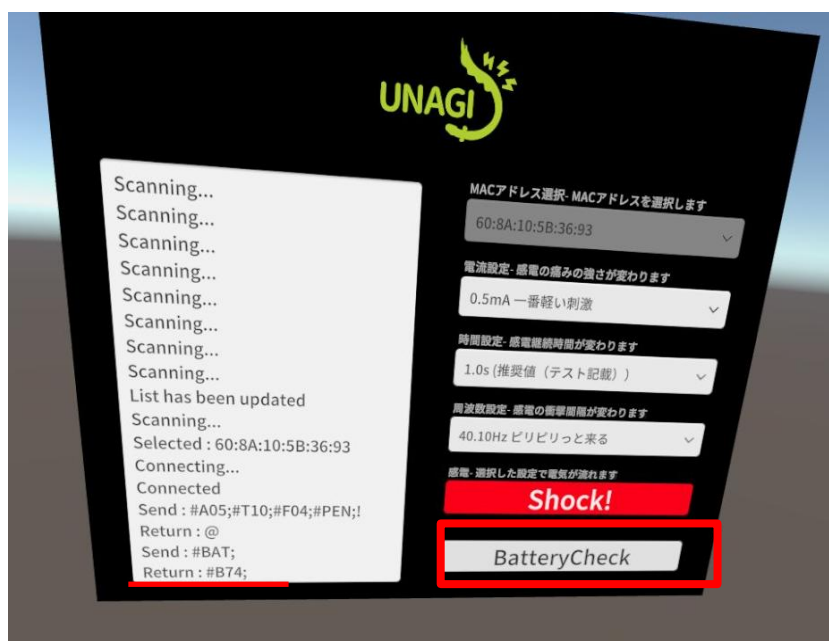 UNAGI
Scanning...
Scanning...
Scanning...
Scanning...
Scanning...
Scanning...
Scanning...
Scanning...
List has been updated
Scanning...
Selected : 60:8A:10:5B:36:93
Connecting...
Connected
Send : #A05;#T10;#F04;#PEN;!
Return : @
Send : #BAT;
Return : #B74;
MACアドレス選択- MACアドレスを選択します
60:8A:10:5B:36:93
電流設定- 感電の痛みの強さが変わります
0.5mA 一番軽い刺激
時間設定- 感電継続時間が変わります
1.0s (推奨値（テスト記載））
周波数設定- 感電の衝撃間隔が変わります
40.10Hz ピリピリっと来る
感電- 選択した設定で電気が流れます
Shock!
BatteryCheck